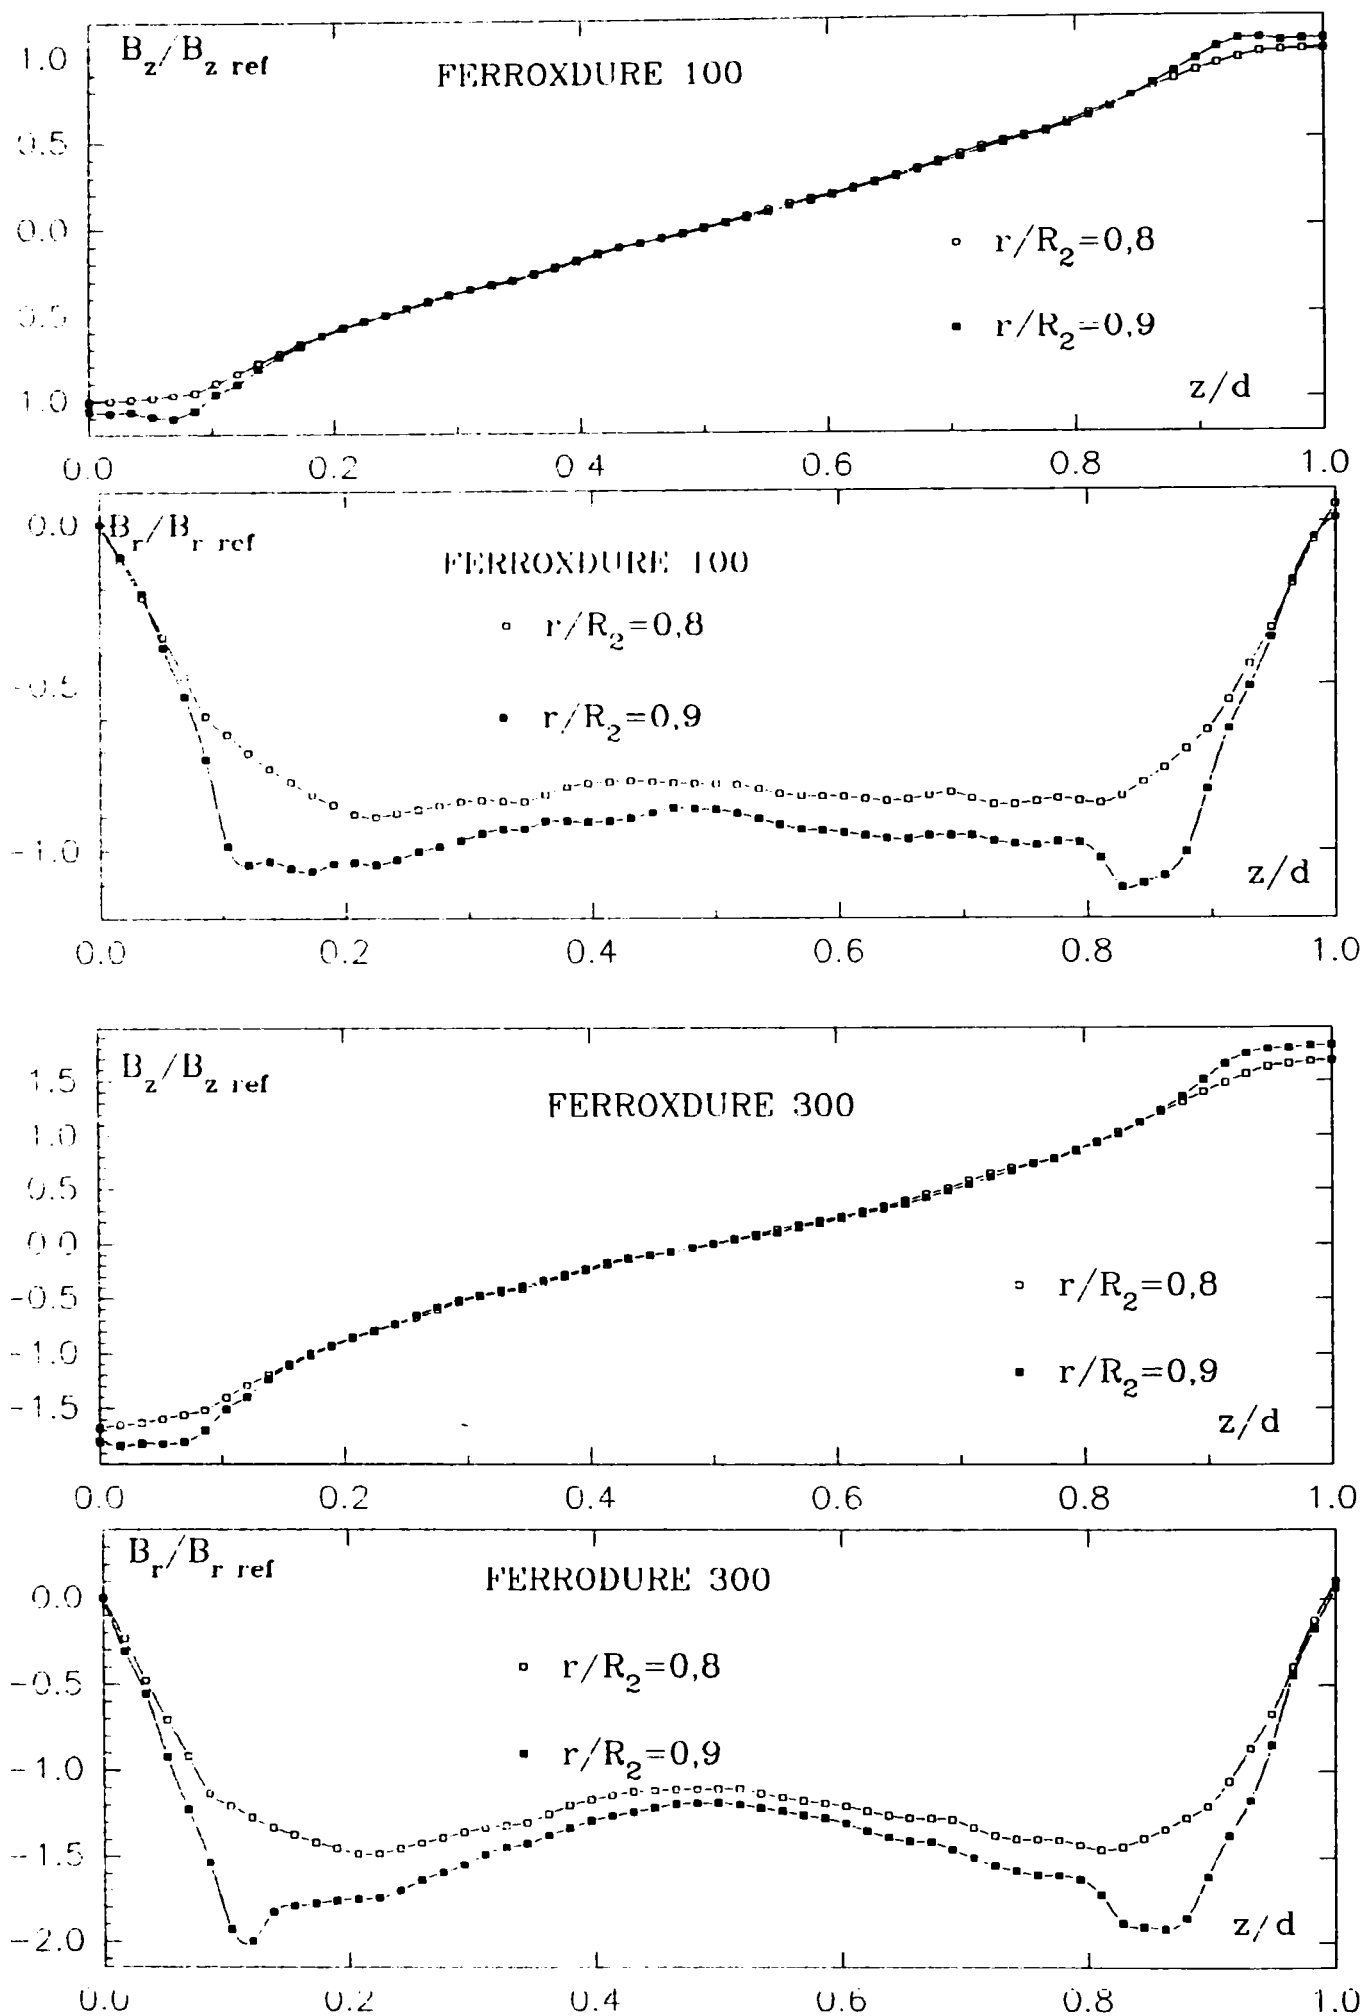 B_z/B_z ref
FERROXDURE 100
1.0
0.5
0.0
0.5
1.0
r/R_2=0,8
r/R_2=0,9
z/d
0.0 0.2 0.4 0.6 0.8 1.0
B_r/B_r ref
FERROXDURE 100
0.0
-0.5
-1.0
r/R_2=0,8
r/R_2=0,9
z/d
0.0 0.2 0.4 0.6 0.8 1.0
B_z/B_z ref
FERROXDURE 300
1.5
1.0
0.5
0.0
-0.5
-1.0
-1.5
r/R_2=0,8
r/R_2=0,9
z/d
0.0 0.2 0.4 0.6 0.8 1.0
B_r/B_r ref
FERRODURE 300
0.0
-0.5
-1.0
-1.5
-2.0
r/R_2=0,8
r/R_2=0,9
z/d
0.0 0.2 0.4 0.6 0.8 1.0